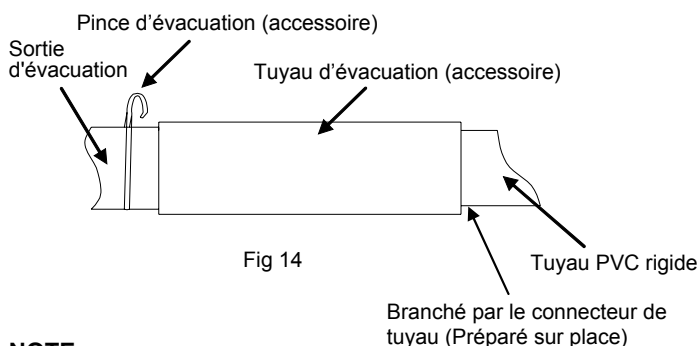 Pince d’évacuation (accessoire)
Sortie
d'évacuation
Tuyau d’évacuation (accessoire)
Fig 14
Tuyau PVC rigide
Branché par le connecteur de
tuyau (Préparé sur place)
NOTE